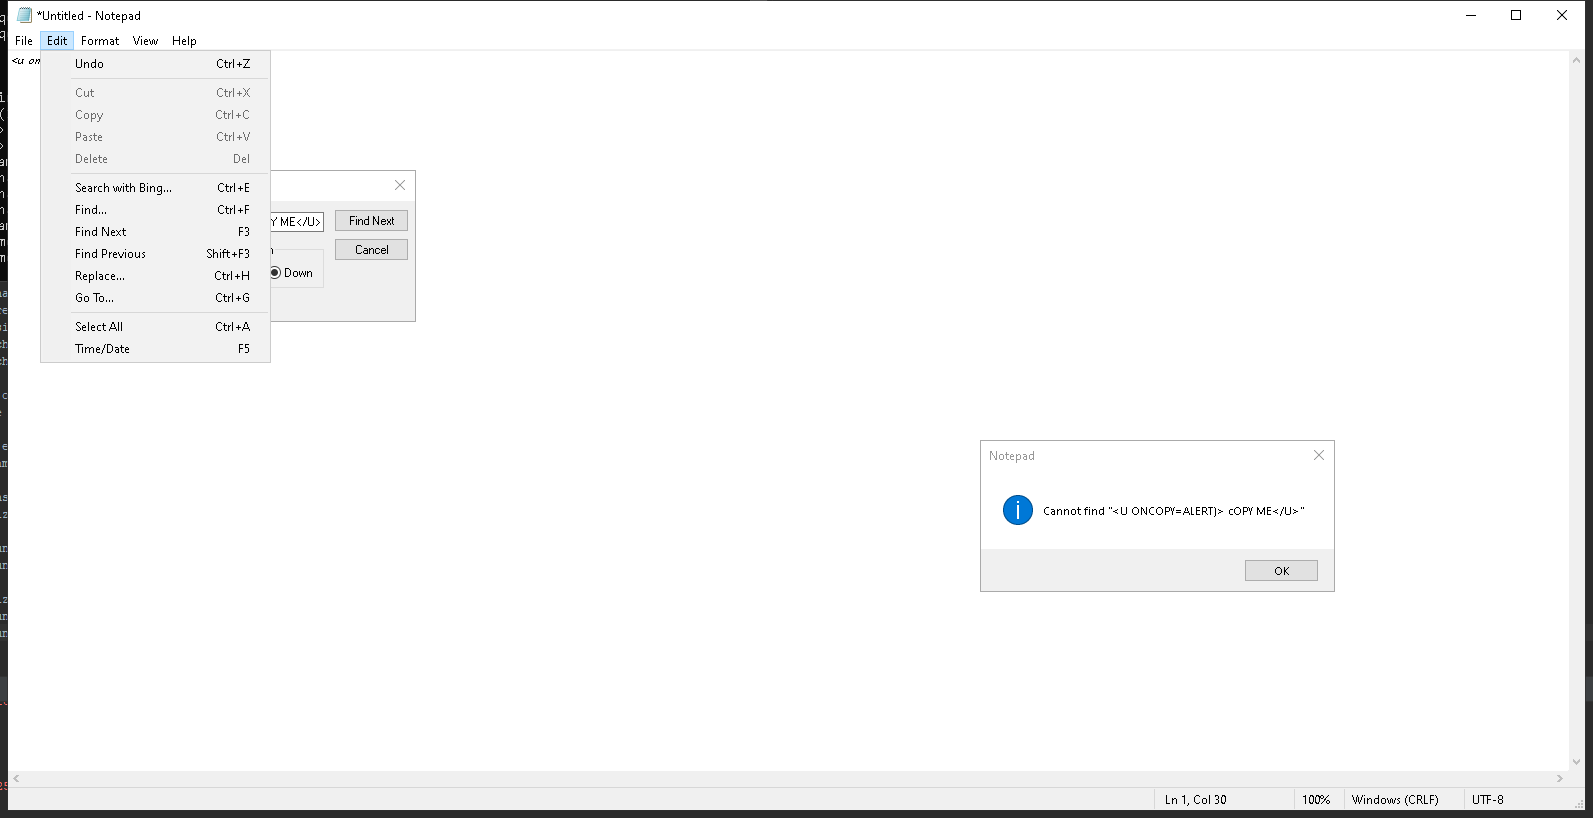 *Untitled - Notepad
File Edit Format View Help
<u on
Undo Ctrl+Z
Cut Ctrl+X
Copy Ctrl+C
Paste Ctrl+V
Delete Del
Search with Bing... Ctrl+E
Find... Ctrl+F
Find Next F3
Find Previous Shift+F3
Replace... Ctrl+H
Go To... Ctrl+G
Select All Ctrl+A
Time/Date F5
Y ME</U> Find Next
Cancel
Down
Notepad
Cannot find "<U ONCOPY=ALERT)> cOPY ME</U>"
OK
Ln 1, Col 30 100% Windows (CRLF) UTF-8